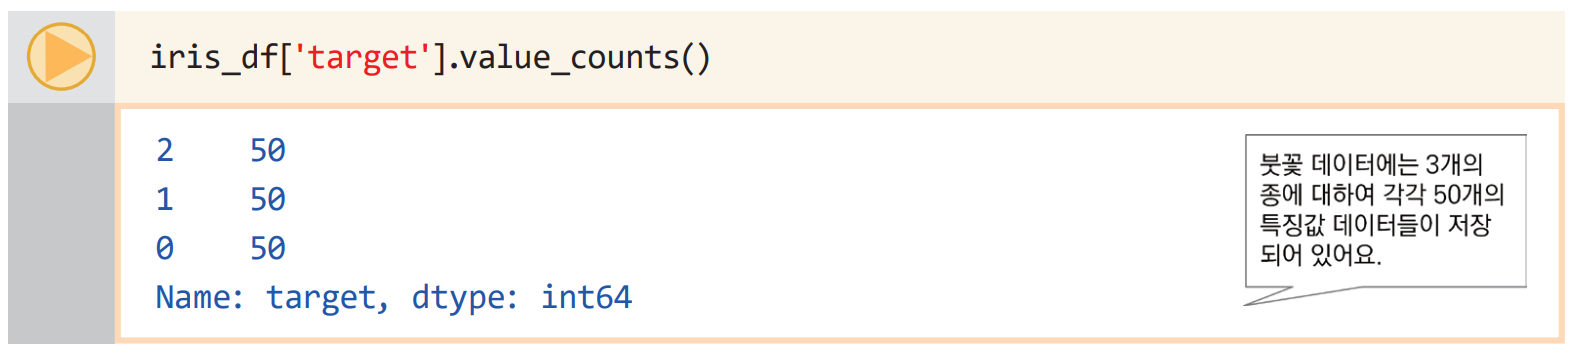 iris_df['target'].value_counts()
2    50
1    50
0    50
Name: target, dtype: int64
붓꽃 데이터에는 3개의
종에 대하여 각각 50개의
특징값 데이터들이 저장
되어 있어요.